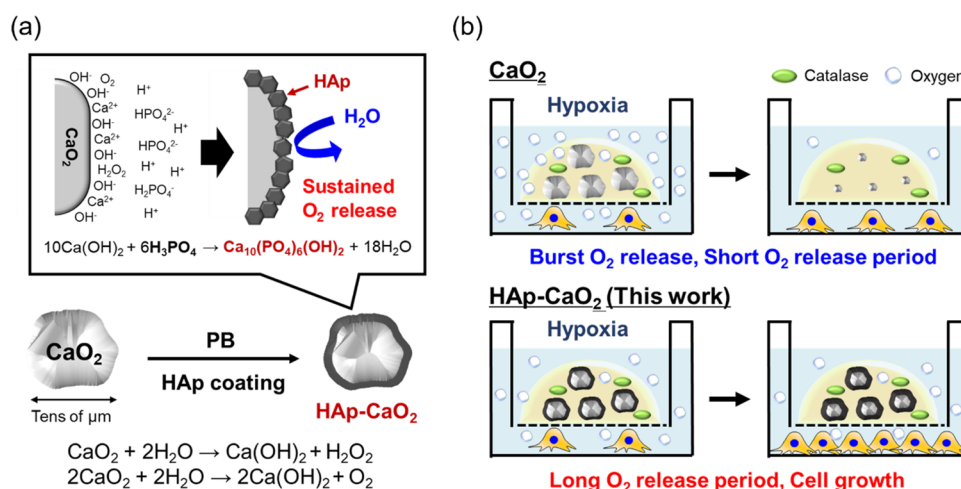 (a)
OH⁻ O₂
OH⁻ H⁺
Ca²⁺
OH⁻ HPO₄²⁻
Ca²⁺ H⁺
OH⁻ HPO₄²⁻
H₂O₂ H⁺ H⁺
OH⁻ H₂PO₄⁻
Ca²⁺
OH⁻ H⁺
CaO₂
HAp
H₂O
Sustained
O₂ release
10Ca(OH)₂ + 6H₃PO₄ → Ca₁₀(PO₄)₆(OH)₂ + 18H₂O
CaO₂
PB
HAp coating
HAp-CaO₂
Tens of µm
CaO₂ + 2H₂O → Ca(OH)₂ + H₂O₂
2CaO₂ + 2H₂O → 2Ca(OH)₂ + O₂
(b)
CaO₂
Catalase Oxygen
Hypoxia
Burst O₂ release, Short O₂ release period
HAp-CaO₂ (This work)
Hypoxia
Long O₂ release period, Cell growth